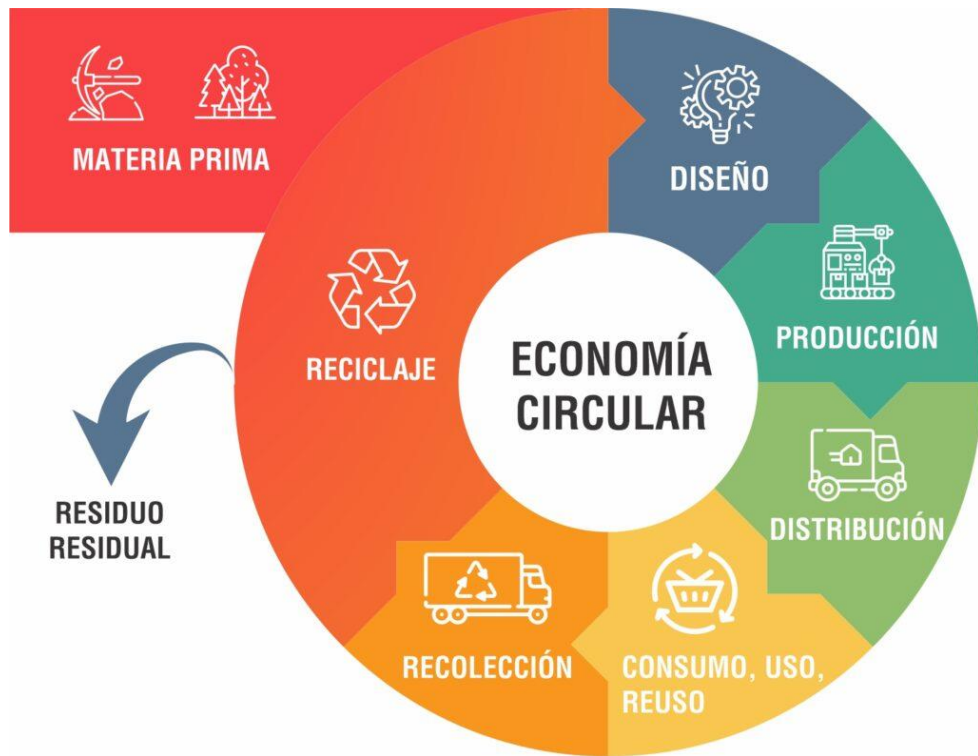 MATERIA PRIMA
DISEÑO
PRODUCCIÓN
RECICLAJE
ECONOMÍA
CIRCULAR
DISTRIBUCIÓN
RESIDUO
RESIDUAL
RECOLECCIÓN
CONSUMO, USO,
REUSO